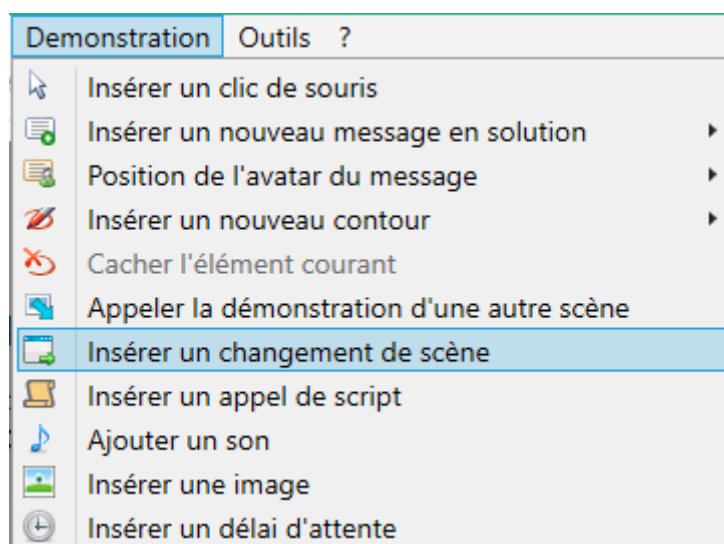 Demonstration Outils ?
Insérer un clic de souris
Insérer un nouveau message en solution
Position de l'avatar du message
Insérer un nouveau contour
Cacher l'élément courant
Appeler la démonstration d'une autre scène
Insérer un changement de scène
Insérer un appel de script
Ajouter un son
Insérer une image
Insérer un délai d'attente